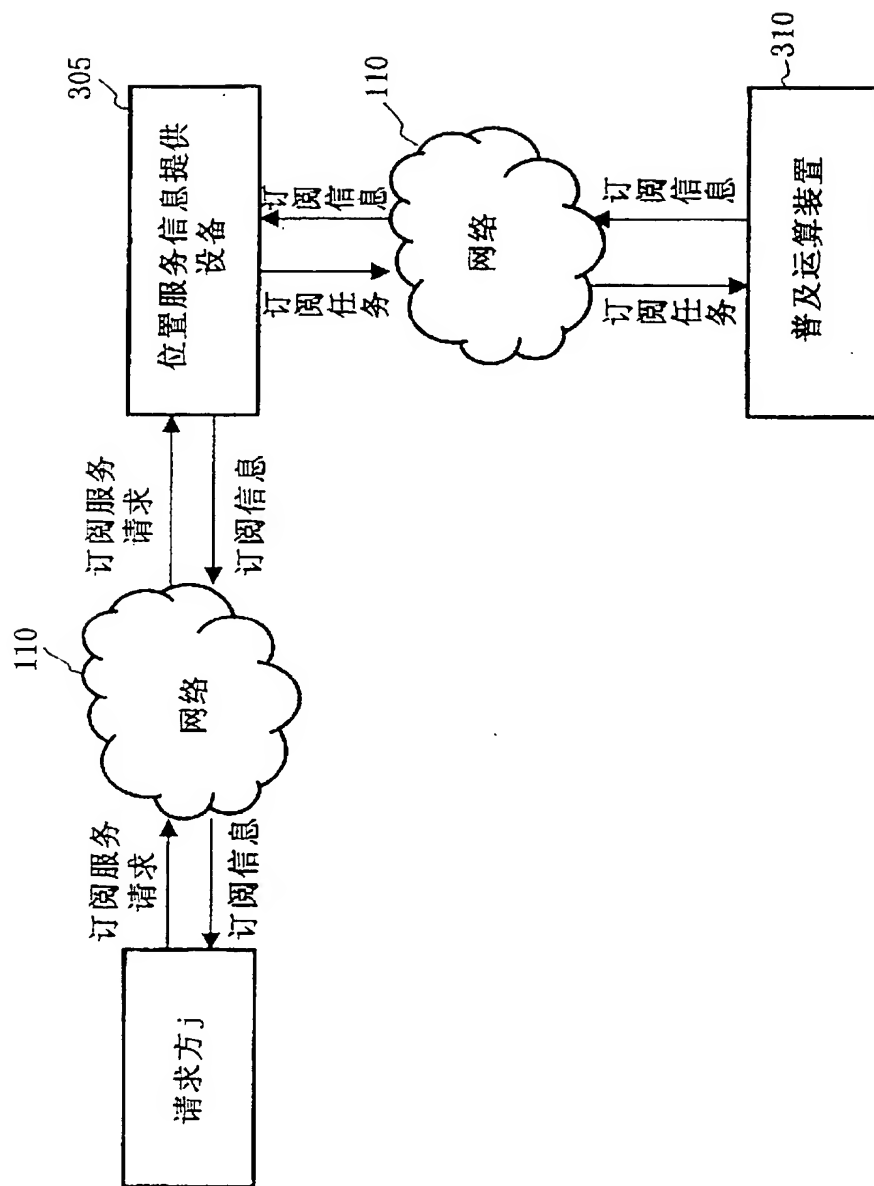 请求方j
订阅服务
请求
订阅信息
110
网络
订阅服务
请求
订阅信息
305
位置服务信息提供
设备
订阅任务
订阅信息
110
网络
订阅任务
订阅信息
310
普及运算装置